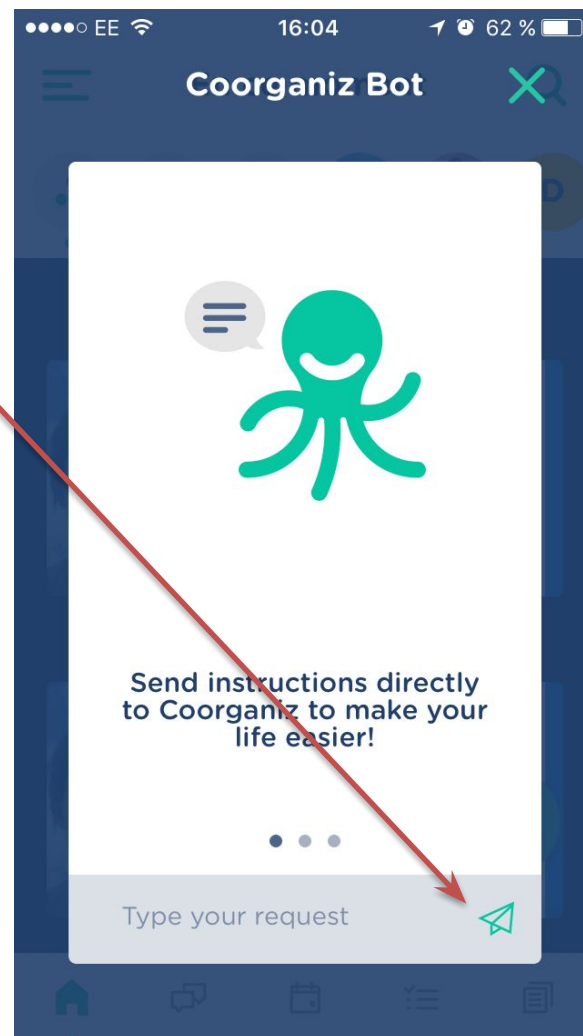 EE 16:04 62 %
Coorganiz Bot
D
Send instructions directly
to Coorganiz to make your
life easier!
Type your request